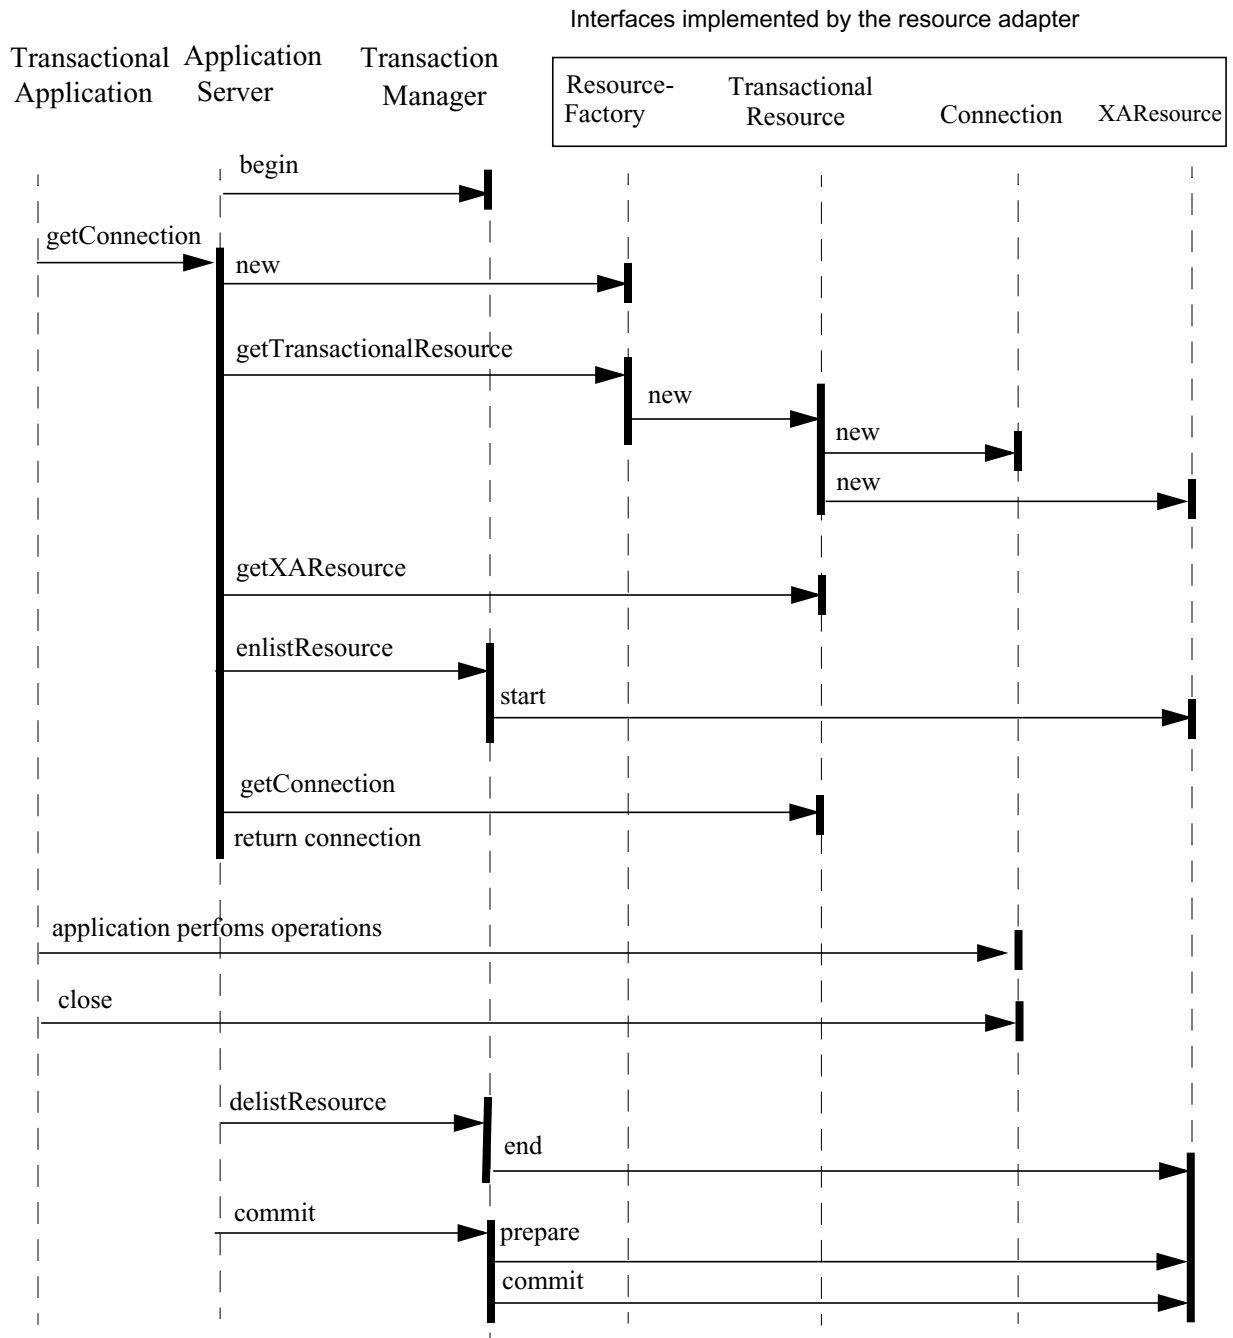 Interfaces implemented by the resource adapter
Transactional
Application
Application
Server
Transaction
Manager
Resource-
Factory
Transactional
Resource
Connection
XAResource
begin
getConnection
new
getTransactionalResource
new
new
new
getXAResource
enlistResource
start
getConnection
return connection
application perfoms operations
close
delistResource
end
commit
prepare
commit